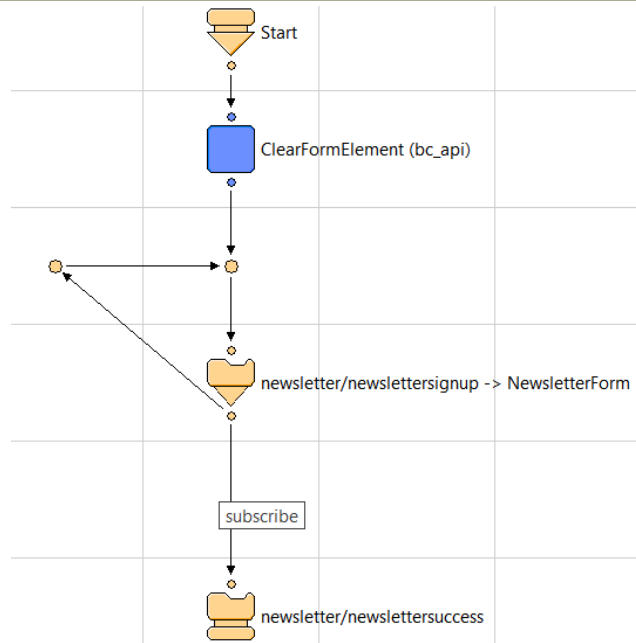 Start
ClearFormElement (bc_api)
newsletter/newslettersignup -> NewsletterForm
subscribe
newsletter/newslettersuccess